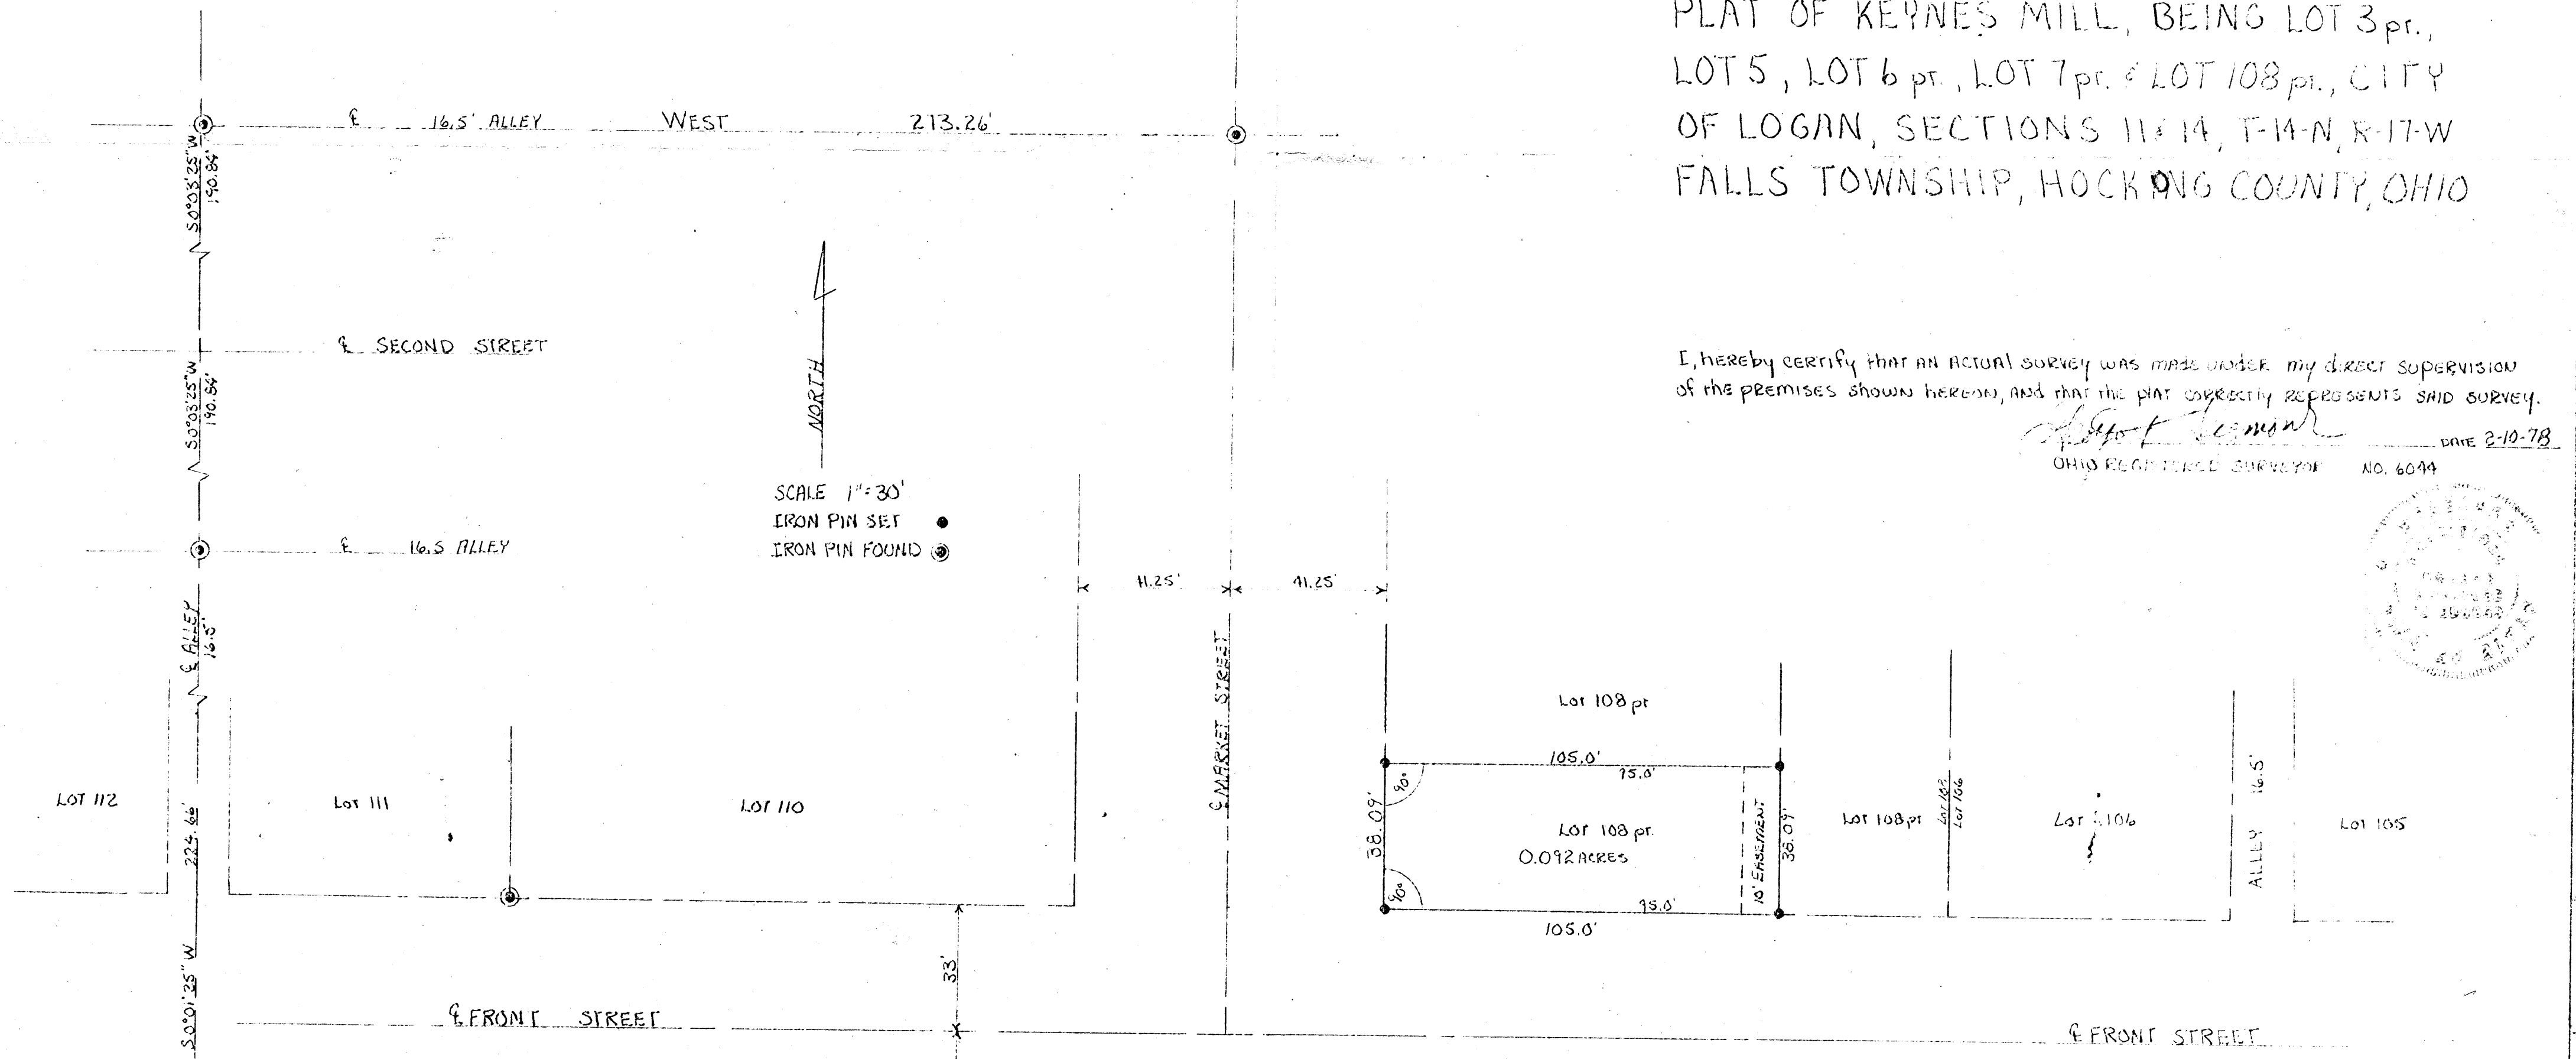 PLAT OF KEYNES MILL, BEING LOT 3 pr.,
LOT 5, LOT 6 pr., LOT 7 pr. & LOT 108 pr., CITY
OF LOGAN, SECTIONS 11 & 14, T-14-N, R-17-W
FALLS TOWNSHIP, HOCKING COUNTY, OHIO
℄ 16.5' ALLEY WEST 273.26'
S0°03'25"W
190.84'
℄ SECOND STREET
S0°03'25"W
190.84'
NORTH
I, hEREby CERTIfy thAT AN ACTUAl SURVEy WAS MADE UNdER My dIRECT SUPERVISION
of the PREMISES ShOWN hEREON, ANd thAT the plAT CORRECTly REPRESENTS SAID SURVEy.
DATE 2-10-78
OHIO REGISTERED SURVEYOR NO. 6044
SCALE 1"=30'
IRON PIN SET
IRON PIN FOUND
℄ 16.5 ALLEY
41.25'
41.25'
℄ ALLEY
16.5'
℄ MARKET STREET
Lot 108 pr
105.0'
95.0'
90°
LOT 112
Lot 111
LOT 110
224.66'
38.09'
Lot 108 pr.
0.092 ACRES
10' EASEMENT
38.09'
Lot 108 pr
Lot 108
Lot 106
Lot 106
ALLEY 16.5'
Lot 105
90°
95.0'
105.0'
33'
S0°01'25"W
℄ FRONT STREET
℄ FRONT STREET